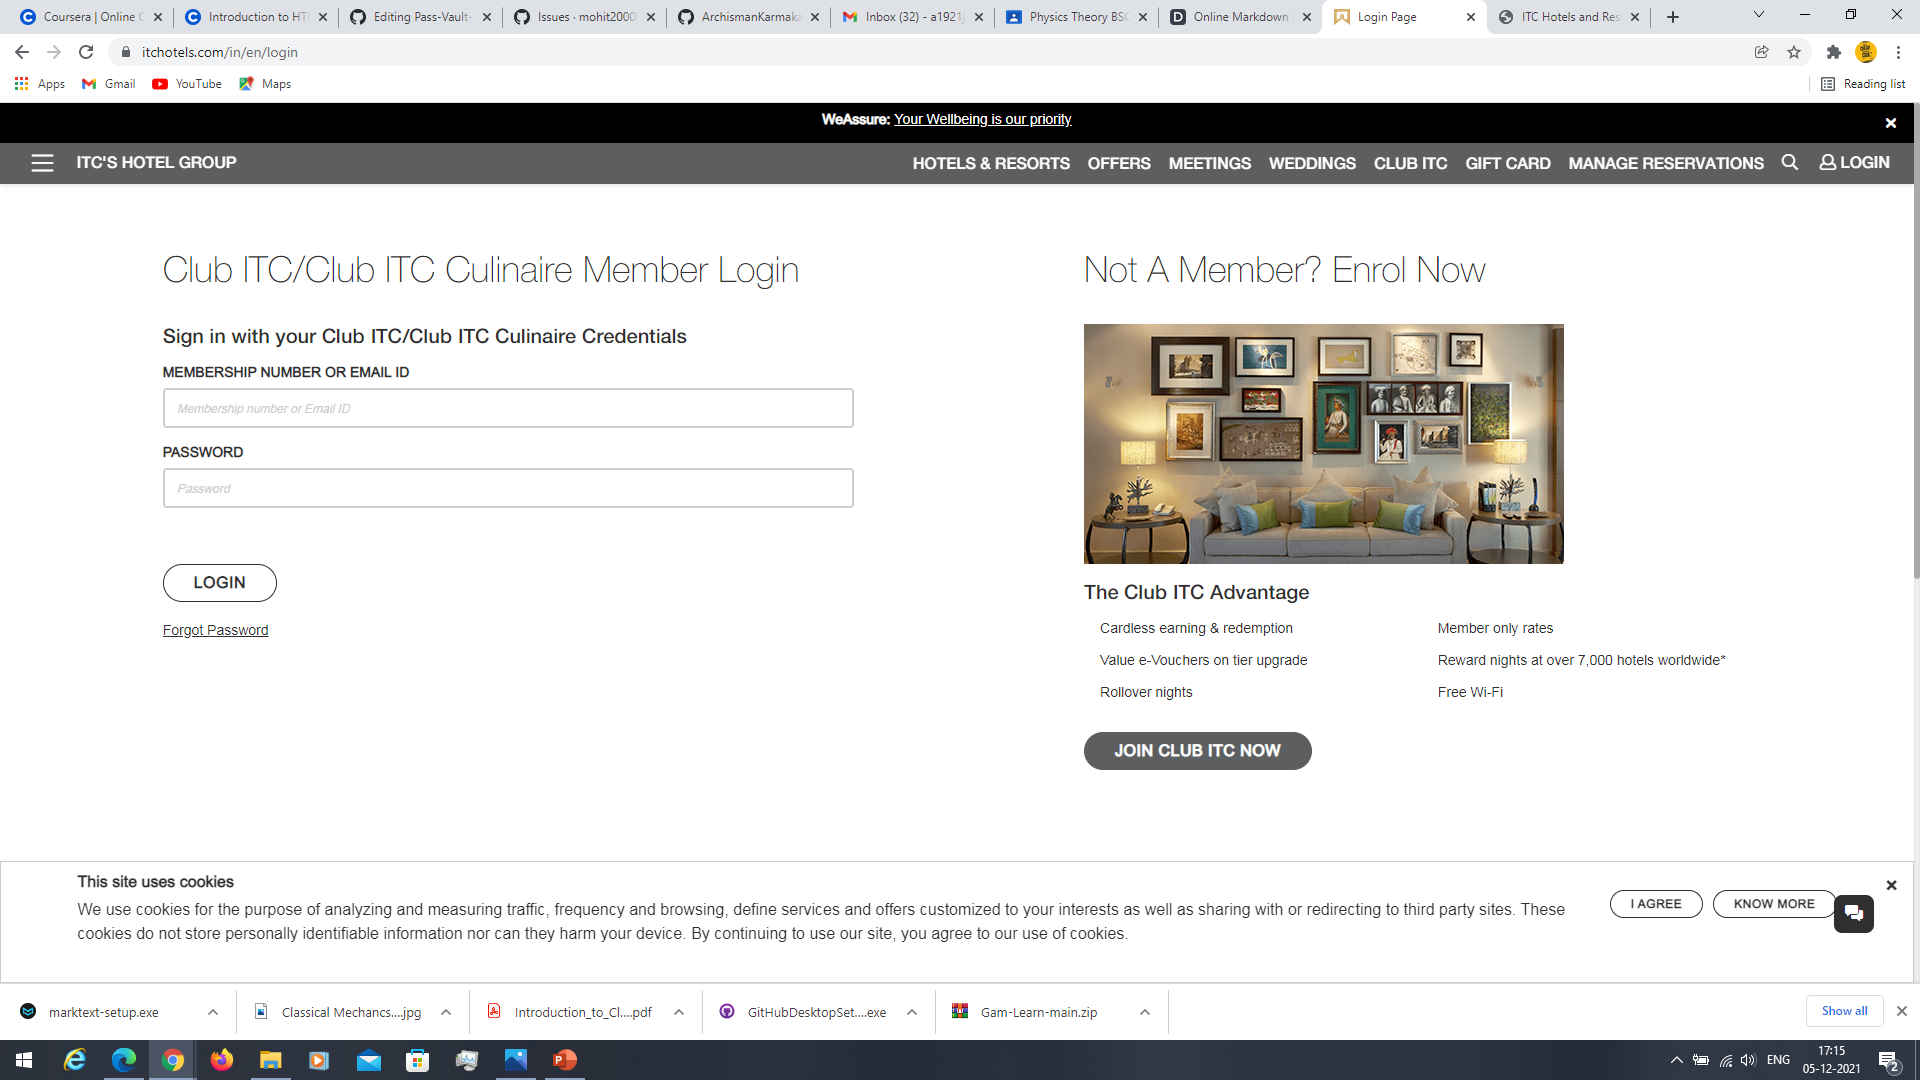 Coursera | Online C
Introduction to HT
Editing Pass-Vault-
Issues · mohit2000
ArchismanKarmaka
Inbox (32) - a1921
Physics Theory BSC
Online Markdown
Login Page
ITC Hotels and Res
itchotels.com/in/en/login
Apps
Gmail
YouTube
Maps
Reading list
WeAssure: Your Wellbeing is our priority
ITC'S HOTEL GROUP
HOTELS & RESORTS
OFFERS
MEETINGS
WEDDINGS
CLUB ITC
GIFT CARD
MANAGE RESERVATIONS
LOGIN
Club ITC/Club ITC Culinaire Member Login
Sign in with your Club ITC/Club ITC Culinaire Credentials
MEMBERSHIP NUMBER OR EMAIL ID
Membership number or Email ID
PASSWORD
Password
LOGIN
Forgot Password
Not A Member? Enrol Now
The Club ITC Advantage
Cardless earning & redemption
Member only rates
Value e-Vouchers on tier upgrade
Reward nights at over 7,000 hotels worldwide*
Rollover nights
Free Wi-Fi
JOIN CLUB ITC NOW
This site uses cookies
We use cookies for the purpose of analyzing and measuring traffic, frequency and browsing, define services and offers customized to your interests as well as sharing with or redirecting to third party sites. These
cookies do not store personally identifiable information nor can they harm your device. By continuing to use our site, you agree to our use of cookies.
I AGREE
KNOW MORE
marktext-setup.exe
Classical Mechancs....jpg
Introduction_to_Cl....pdf
GitHubDesktopSet....exe
Gam-Learn-main.zip
Show all
ENG
17:15
05-12-2021
2